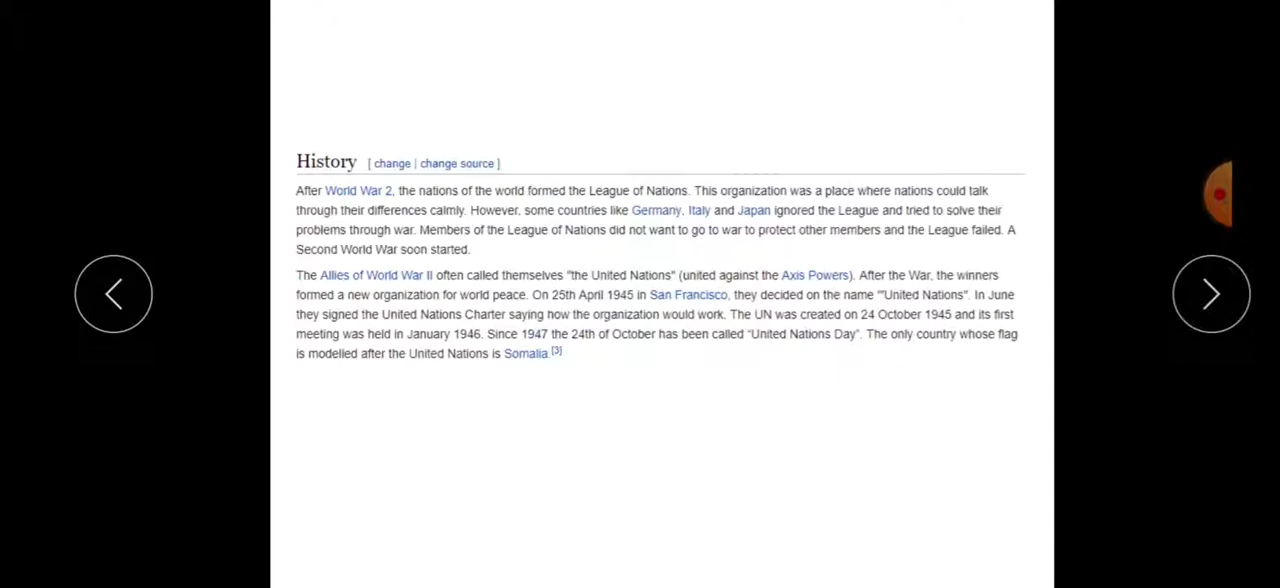 History [ change | change source ]
After World War 2, the nations of the world formed the League of Nations. This organization was a place where nations could talk
through their differences calmly. However, some countries like Germany, Italy and Japan ignored the League and tried to solve their
problems through war. Members of the League of Nations did not want to go to war to protect other members and the League failed. A
Second World War soon started.
The Allies of World War II often called themselves "the United Nations" (united against the Axis Powers). After the War, the winners
formed a new organization for world peace. On 25th April 1945 in San Francisco, they decided on the name '"United Nations". In June
they signed the United Nations Charter saying how the organization would work. The UN was created on 24 October 1945 and its first
meeting was held in January 1946. Since 1947 the 24th of October has been called “United Nations Day”. The only country whose flag
is modelled after the United Nations is Somalia.[3]